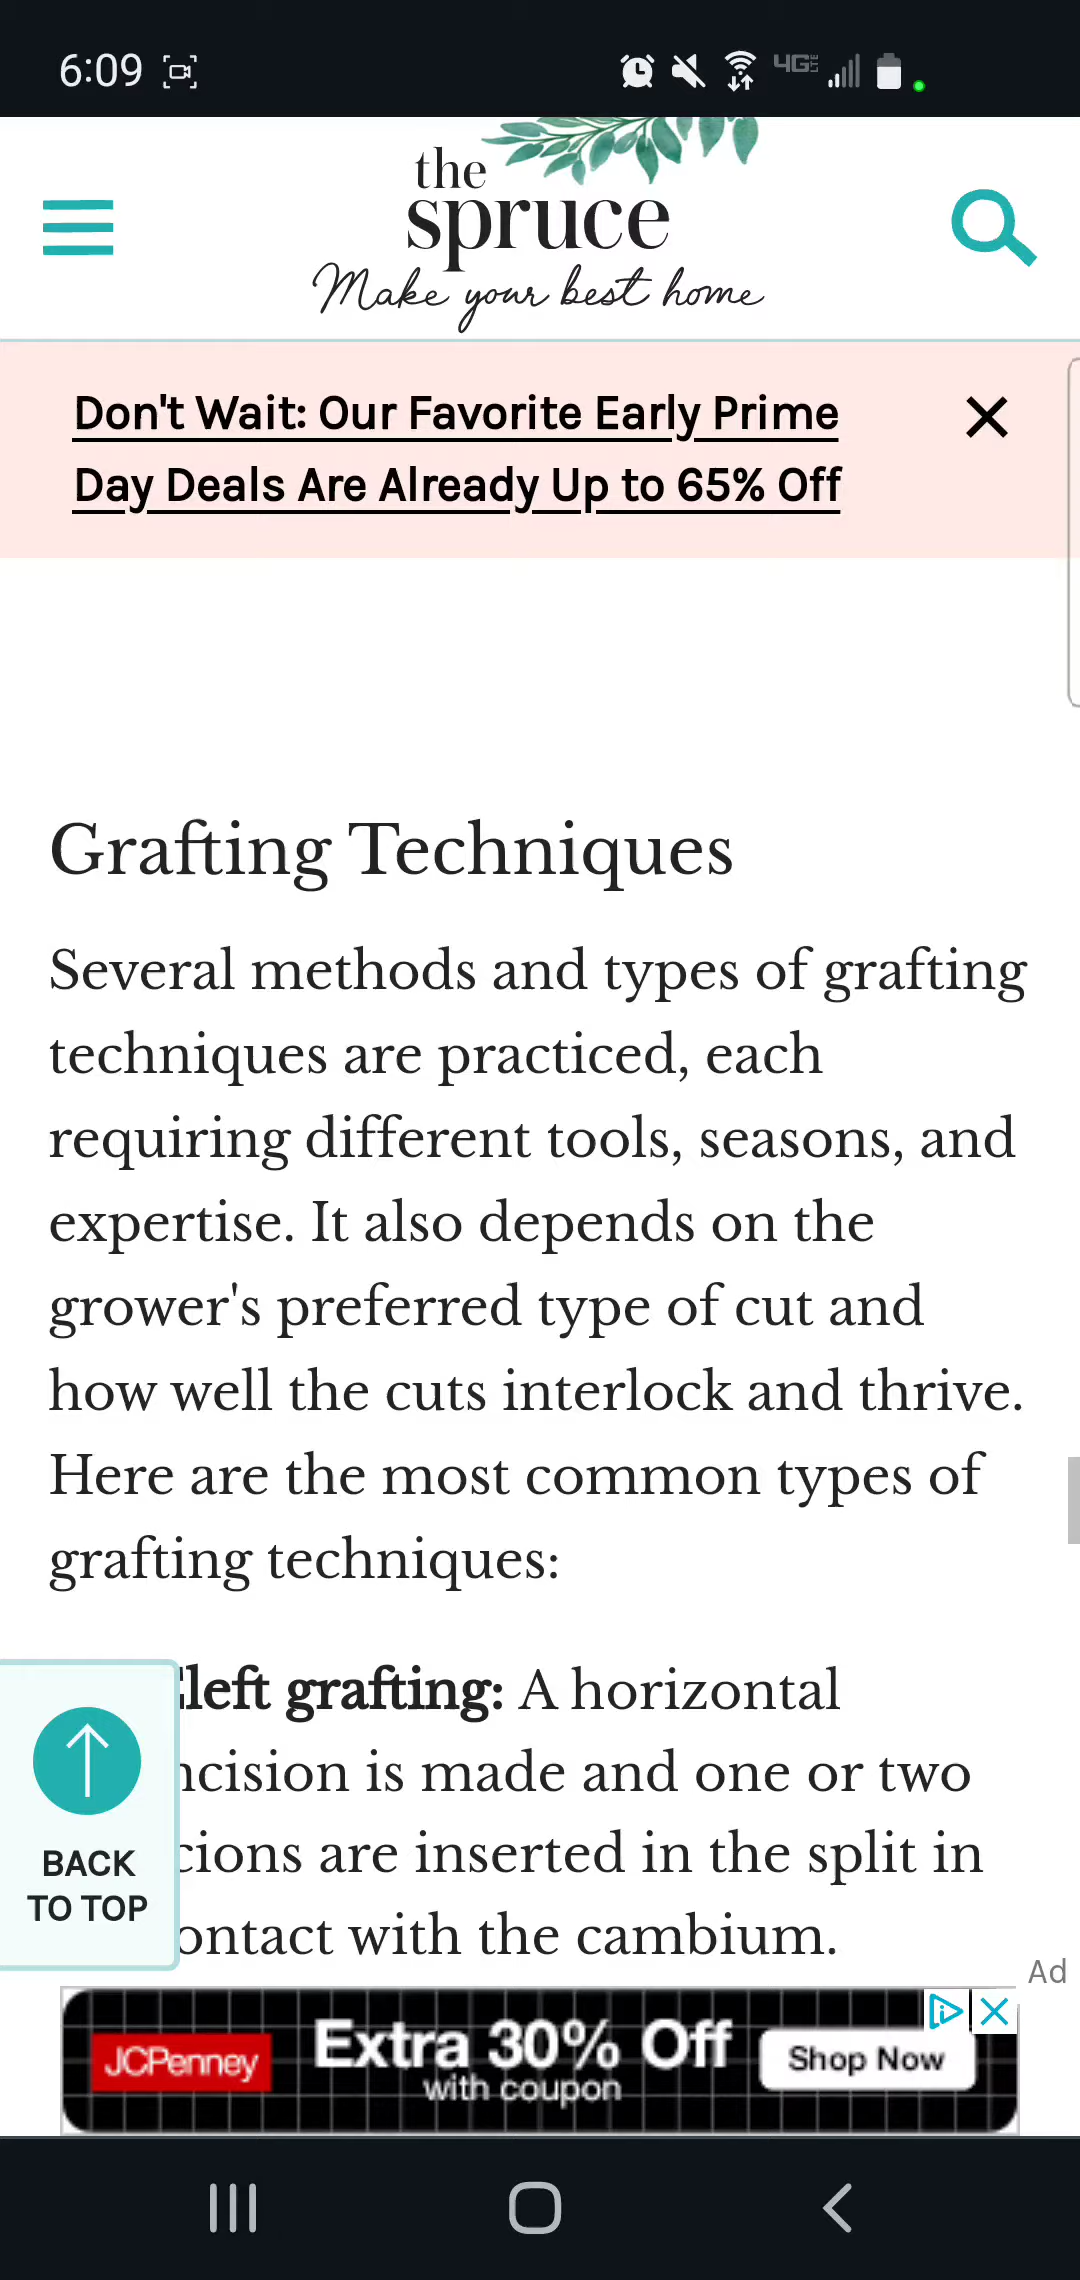 6:09
4G LTE
the
spruce
Make your best home
Don't Wait: Our Favorite Early Prime
Day Deals Are Already Up to 65% Off
Grafting Techniques
Several methods and types of grafting
techniques are practiced, each
requiring different tools, seasons, and
expertise. It also depends on the
grower's preferred type of cut and
how well the cuts interlock and thrive.
Here are the most common types of
grafting techniques:
left grafting: A horizontal
ncision is made and one or two
cions are inserted in the split in
ontact with the cambium.
BACK
TO TOP
Ad
JCPenney
Extra 30% Off
with coupon
Shop Now